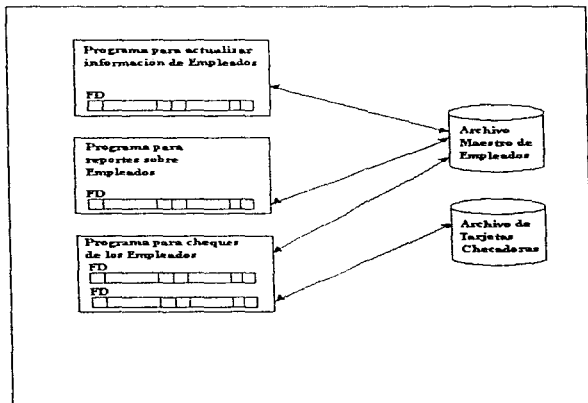 Programa para actualizar
informacion de Empleados
FD
Programa para
reportes sobre
Empleados
FD
Programa para cheques
de los Empleados
FD
FD
Archivo
Maestro de
Empleados
Archivo de
Tarjetas
Checadoras